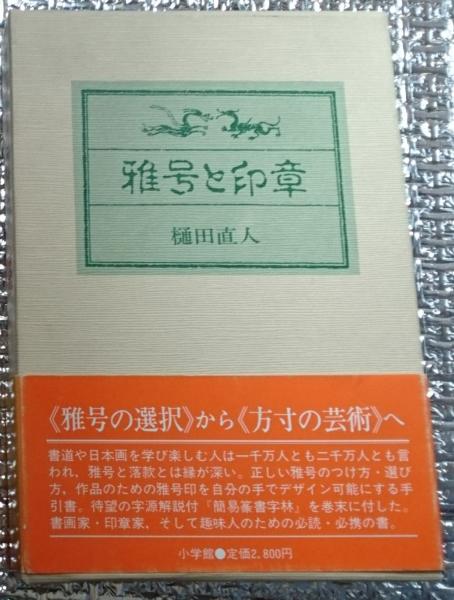 雅号と印章
樋田直人
《雅号の選択》から《方寸の芸術》へ
書道や日本画を学び楽しむ人は一千万人とも二千万人とも言
われ、雅号と落款とは縁が深い。正しい雅号のつけ方・選び
方、作品のための雅号印を自分の手でデザイン可能にする手
引書。待望の字源解説付「簡易篆書字林」を巻末に付した。
書画家・印章家、そして趣味人のための必読・必携の書。
小学館●定価2,800円